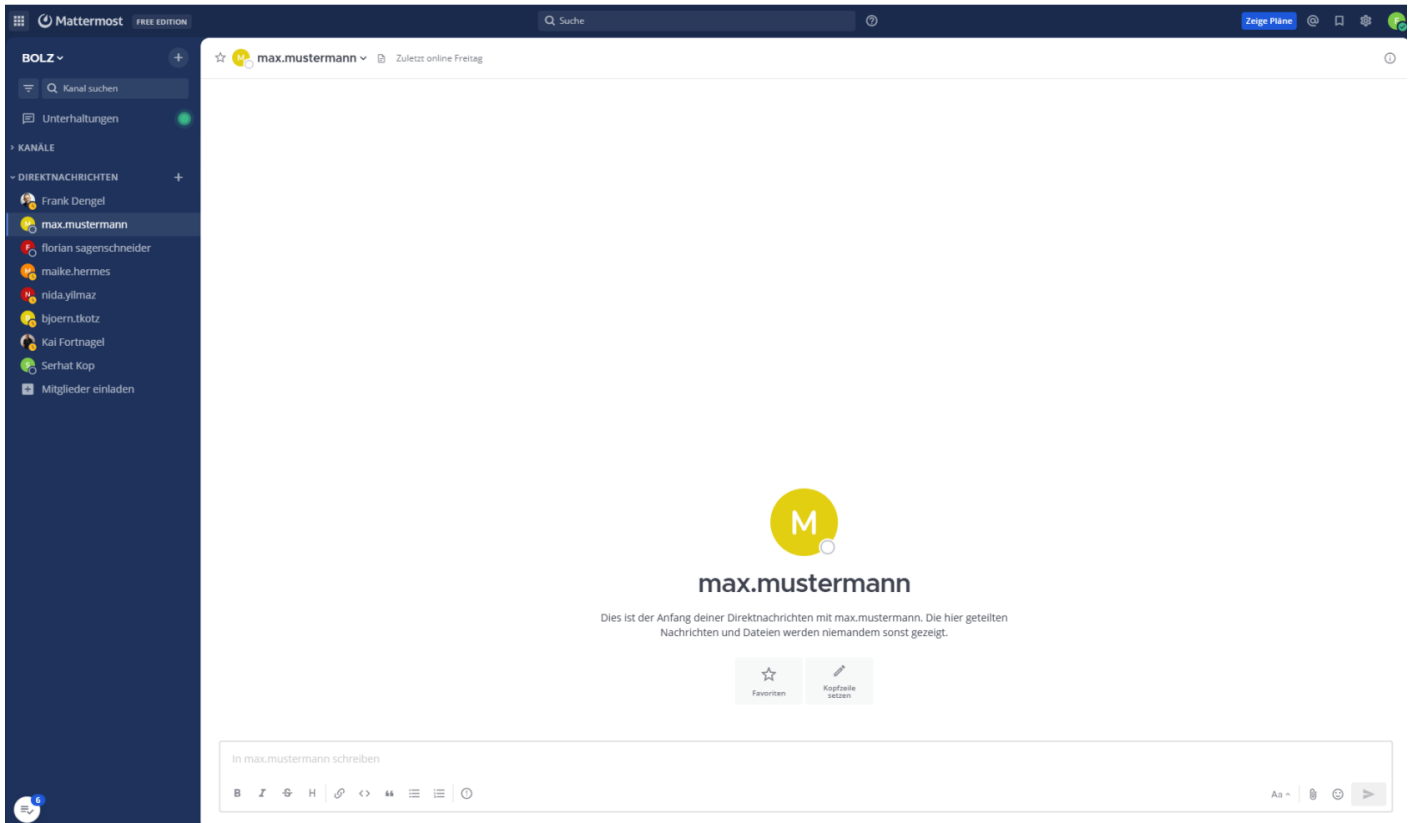 Mattermost FREE EDITION
Suche
Zeige Pläne
BOLZ
max.mustermann
Zuletzt online Freitag
Kanal suchen
Unterhaltungen
KANÄLE
DIREKTNACHRICHTEN
Frank Dengel
max.mustermann
florian sagenschneider
maike.hermes
nida.yilmaz
bjoern.tkotz
Kai Fortnagel
Serhat Kop
Mitglieder einladen
M
max.mustermann
Dies ist der Anfang deiner Direktnachrichten mit max.mustermann. Die hier geteilten
Nachrichten und Dateien werden niemandem sonst gezeigt.
Favoriten
Kopfzeile
setzen
In max.mustermann schreiben
B I S H
Aa
6